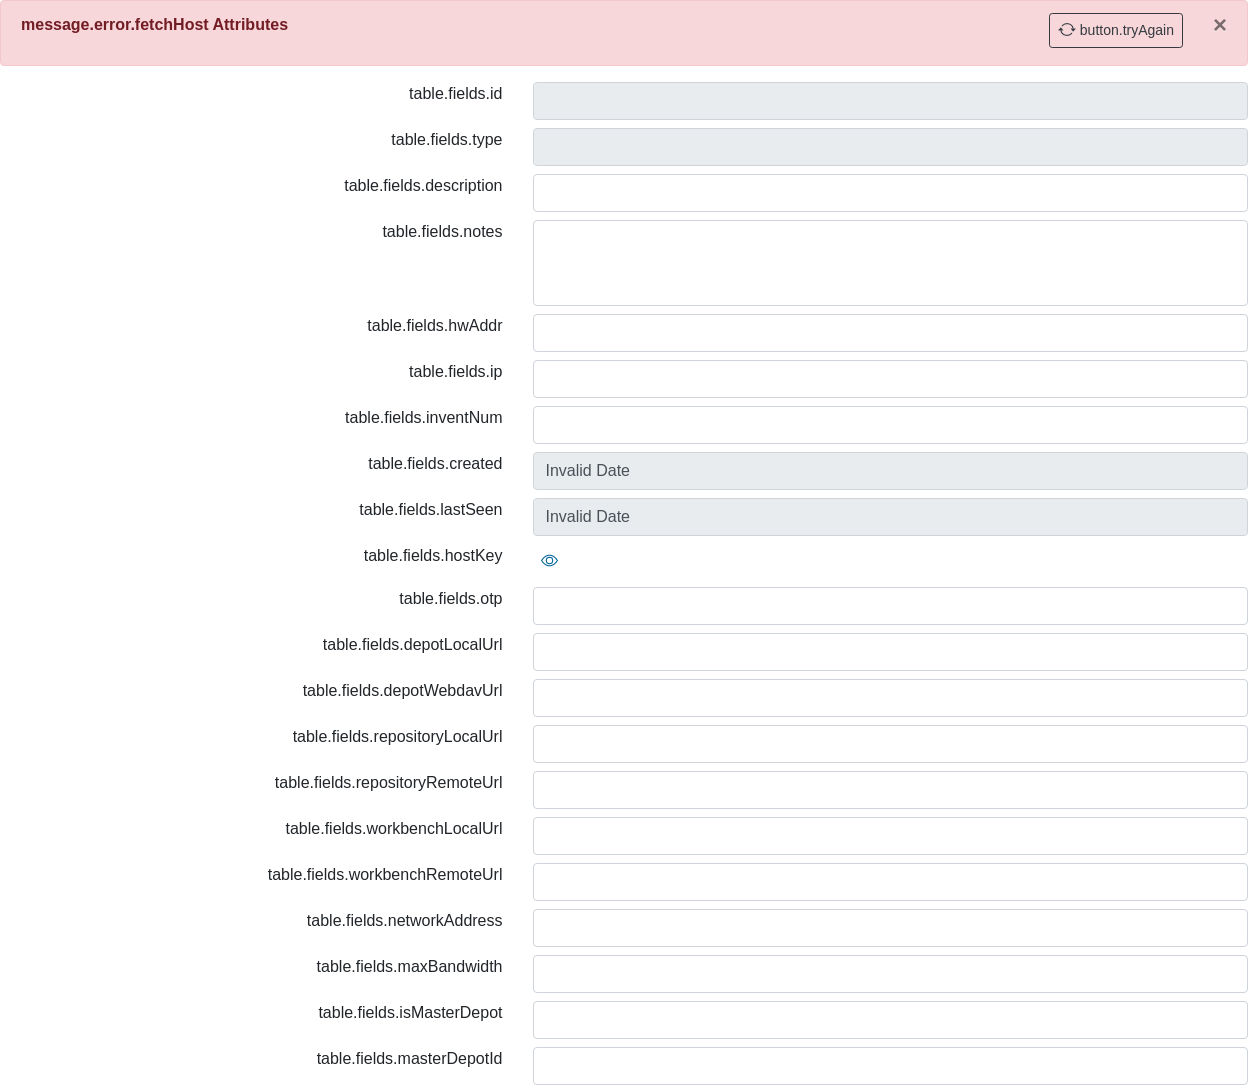 message.error.fetchHost Attributes
button.tryAgain
×
table.fields.id
table.fields.type
table.fields.description
table.fields.notes
table.fields.hwAddr
table.fields.ip
table.fields.inventNum
table.fields.created
Invalid Date
table.fields.lastSeen
Invalid Date
table.fields.hostKey
table.fields.otp
table.fields.depotLocalUrl
table.fields.depotWebdavUrl
table.fields.repositoryLocalUrl
table.fields.repositoryRemoteUrl
table.fields.workbenchLocalUrl
table.fields.workbenchRemoteUrl
table.fields.networkAddress
table.fields.maxBandwidth
table.fields.isMasterDepot
table.fields.masterDepotId